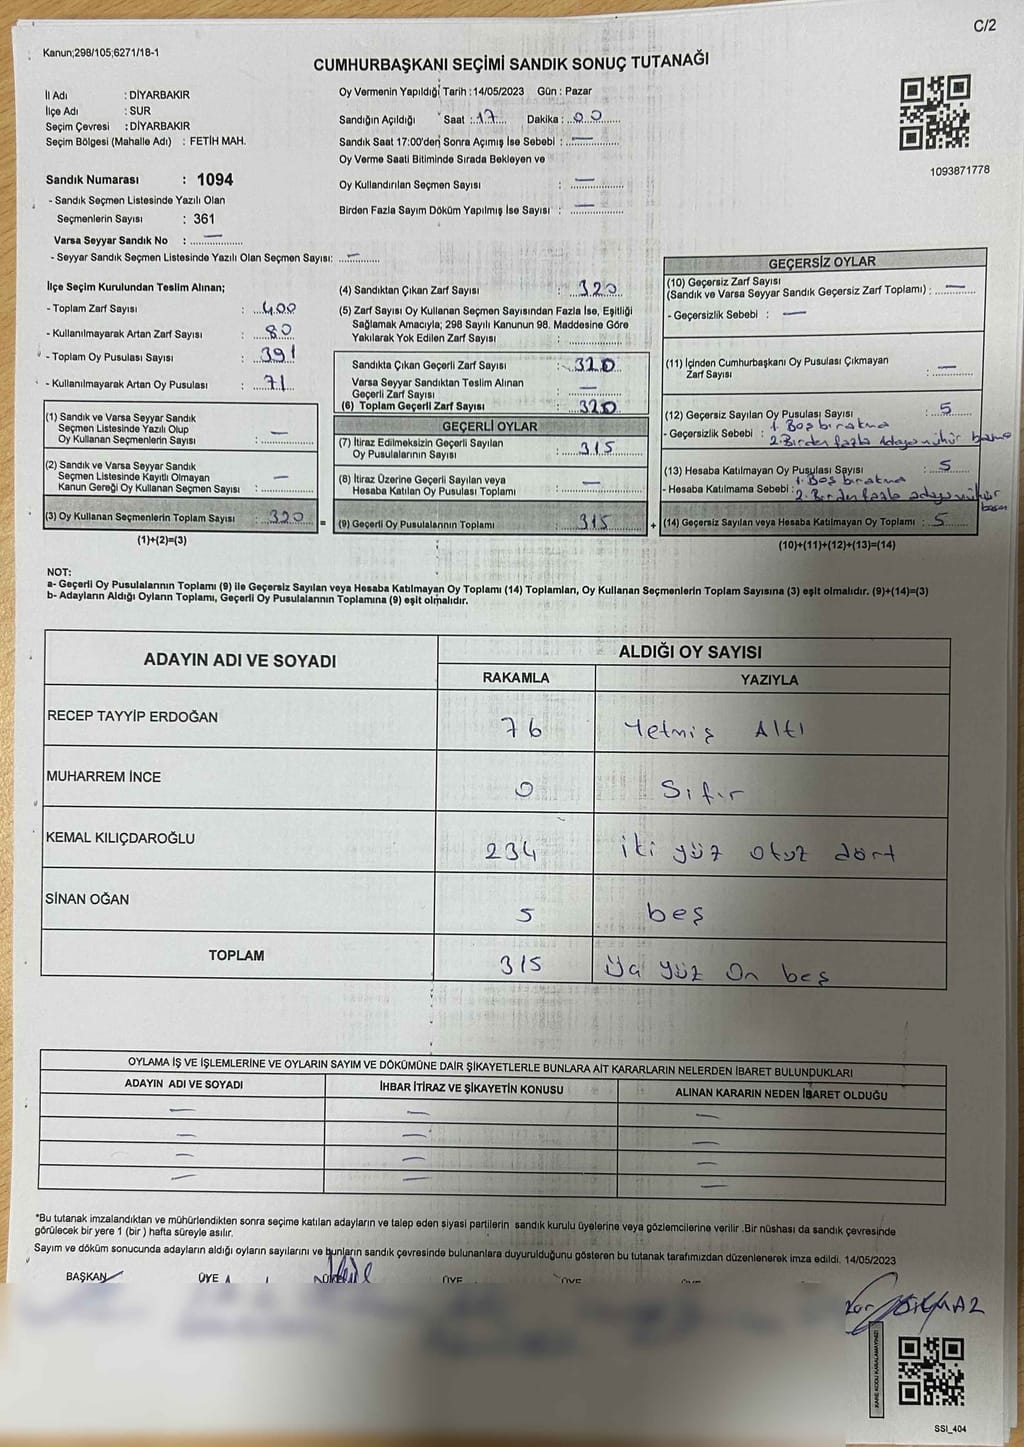 C/2
Kanun;298/105;6271/18-1
CUMHURBAŞKANI SEÇİMİ SANDIK SONUÇ TUTANAĞI
İl Adı : DİYARBAKIR
İlçe Adı : SUR
Seçim Çevresi : DİYARBAKIR
Seçim Bölgesi (Mahalle Adı) : FETİH MAH.
Sandık Numarası : 1094
- Sandık Seçmen Listesinde Yazılı Olan
Seçmenlerin Sayısı : 361
Varsa Seyyar Sandık No : —
- Seyyar Sandık Seçmen Listesinde Yazılı Olan Seçmen Sayısı: —
Oy Vermenin Yapıldığı Tarih : 14/05/2023 Gün : Pazar
Sandığın Açıldığı Saat : 17 Dakika : 00
Sandık Saat 17:00'den Sonra Açımış İse Sebebi : —
Oy Verme Saati Bitiminde Sırada Bekleyen ve
Oy Kullandırılan Seçmen Sayısı : —
Birden Fazla Sayım Döküm Yapılmış İse Sayısı : —
1093871778
İlçe Seçim Kurulundan Teslim Alınan;
- Toplam Zarf Sayısı : 400
- Kullanılmayarak Artan Zarf Sayısı : 80
- Toplam Oy Pusulası Sayısı : 391
- Kullanılmayarak Artan Oy Pusulası : 71
(1) Sandık ve Varsa Seyyar Sandık
Seçmen Listesinde Yazılı Olup
Oy Kullanan Seçmenlerin Sayısı : —
(2) Sandık ve Varsa Seyyar Sandık
Seçmen Listesinde Kayıtlı Olmayan
Kanun Gereği Oy Kullanan Seçmen Sayısı : —
(3) Oy Kullanan Seçmenlerin Toplam Sayısı : 320 =
(1)+(2)=(3)
(4) Sandıktan Çıkan Zarf Sayısı : 320
(5) Zarf Sayısı Oy Kullanan Seçmen Sayısından Fazla İse, Eşitliği
Sağlamak Amacıyla; 298 Sayılı Kanunun 98. Maddesine Göre
Yakılarak Yok Edilen Zarf Sayısı :
Sandıkta Çıkan Geçerli Zarf Sayısı : 320
Varsa Seyyar Sandıktan Teslim Alınan
Geçerli Zarf Sayısı : —
(6) Toplam Geçerli Zarf Sayısı : 320
GEÇERLİ OYLAR
(7) İtiraz Edilmeksizin Geçerli Sayılan
Oy Pusulalarının Sayısı : 315
(8) İtiraz Üzerine Geçerli Sayılan veya
Hesaba Katılan Oy Pusulası Toplamı : —
(9) Geçerli Oy Pusulalarının Toplamı : 315 +
GEÇERSİZ OYLAR
(10) Geçersiz Zarf Sayısı
(Sandık ve Varsa Seyyar Sandık Geçersiz Zarf Toplamı) : —
- Geçersizlik Sebebi : —
(11) İçinden Cumhurbaşkanı Oy Pusulası Çıkmayan
Zarf Sayısı : —
(12) Geçersiz Sayılan Oy Pusulası Sayısı : 5
- Geçersizlik Sebebi : 1. Boş bırakma
2. Birden fazla adaya mühür basma
(13) Hesaba Katılmayan Oy Pusulası Sayısı : 5
- Hesaba Katılmama Sebebi : 1. Boş bırakma
2. Birden fazla adaya mühür
basma
(14) Geçersiz Sayılan veya Hesaba Katılmayan Oy Toplamı : 5
(10)+(11)+(12)+(13)=(14)
NOT:
a- Geçerli Oy Pusulalarının Toplamı (9) ile Geçersiz Sayılan veya Hesaba Katılmayan Oy Toplamı (14) Toplamları, Oy Kullanan Seçmenlerin Toplam Sayısına (3) eşit olmalıdır. (9)+(14)=(3)
b- Adayların Aldığı Oyların Toplamı, Geçerli Oy Pusulalarının Toplamına (9) eşit olmalıdır.
ADAYIN ADI VE SOYADI ALDIĞI OY SAYISI
RAKAMLA YAZIYLA
RECEP TAYYİP ERDOĞAN 76 Yetmiş Altı
MUHARREM İNCE 0 Sıfır
KEMAL KILIÇDAROĞLU 234 iki yüz otuz dört
SİNAN OĞAN 5 beş
TOPLAM 315 Üç yüz On beş
OYLAMA İŞ VE İŞLEMLERİNE VE OYLARIN SAYIM VE DÖKÜMÜNE DAİR ŞİKAYETLERLE BUNLARA AİT KARARLARIN NELERDEN İBARET BULUNDUKLARI
ADAYIN ADI VE SOYADI İHBAR İTİRAZ VE ŞİKAYETİN KONUSU ALINAN KARARIN NEDEN İBARET OLDUĞU
— — —
— — —
— — —
— — —
*Bu tutanak imzalandıktan ve mühürlendikten sonra seçime katılan adayların ve talep eden siyasi partilerin sandık kurulu üyelerine veya gözlemcilerine verilir .Bir nüshası da sandık çevresinde
görülecek bir yere 1 (bir ) hafta süreyle asılır.
Sayım ve döküm sonucunda adayların aldığı oyların sayılarını ve bunların sandık çevresinde bulunanlara duyurulduğunu gösteren bu tutanak tarafımızdan düzenlenerek imza edildi. 14/05/2023
BAŞKAN ÜYE ÜYE ÜYE
KARE KODU KARALAMAYINIZ!
SSI_404